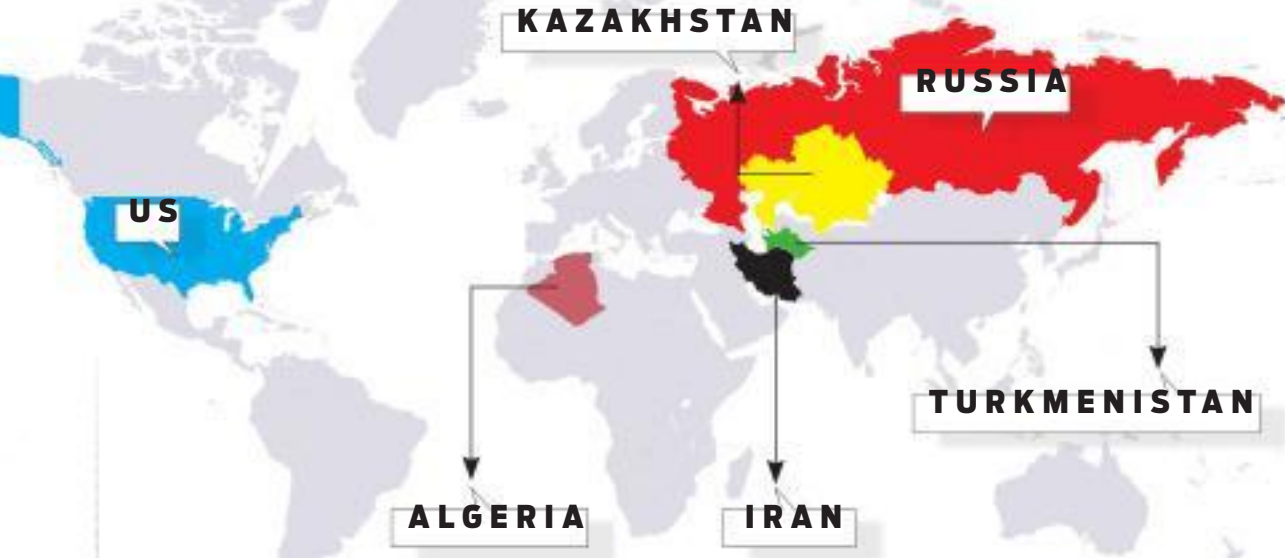 KAZAKHSTAN
RUSSIA
US
TURKMENISTAN
ALGERIA
IRAN